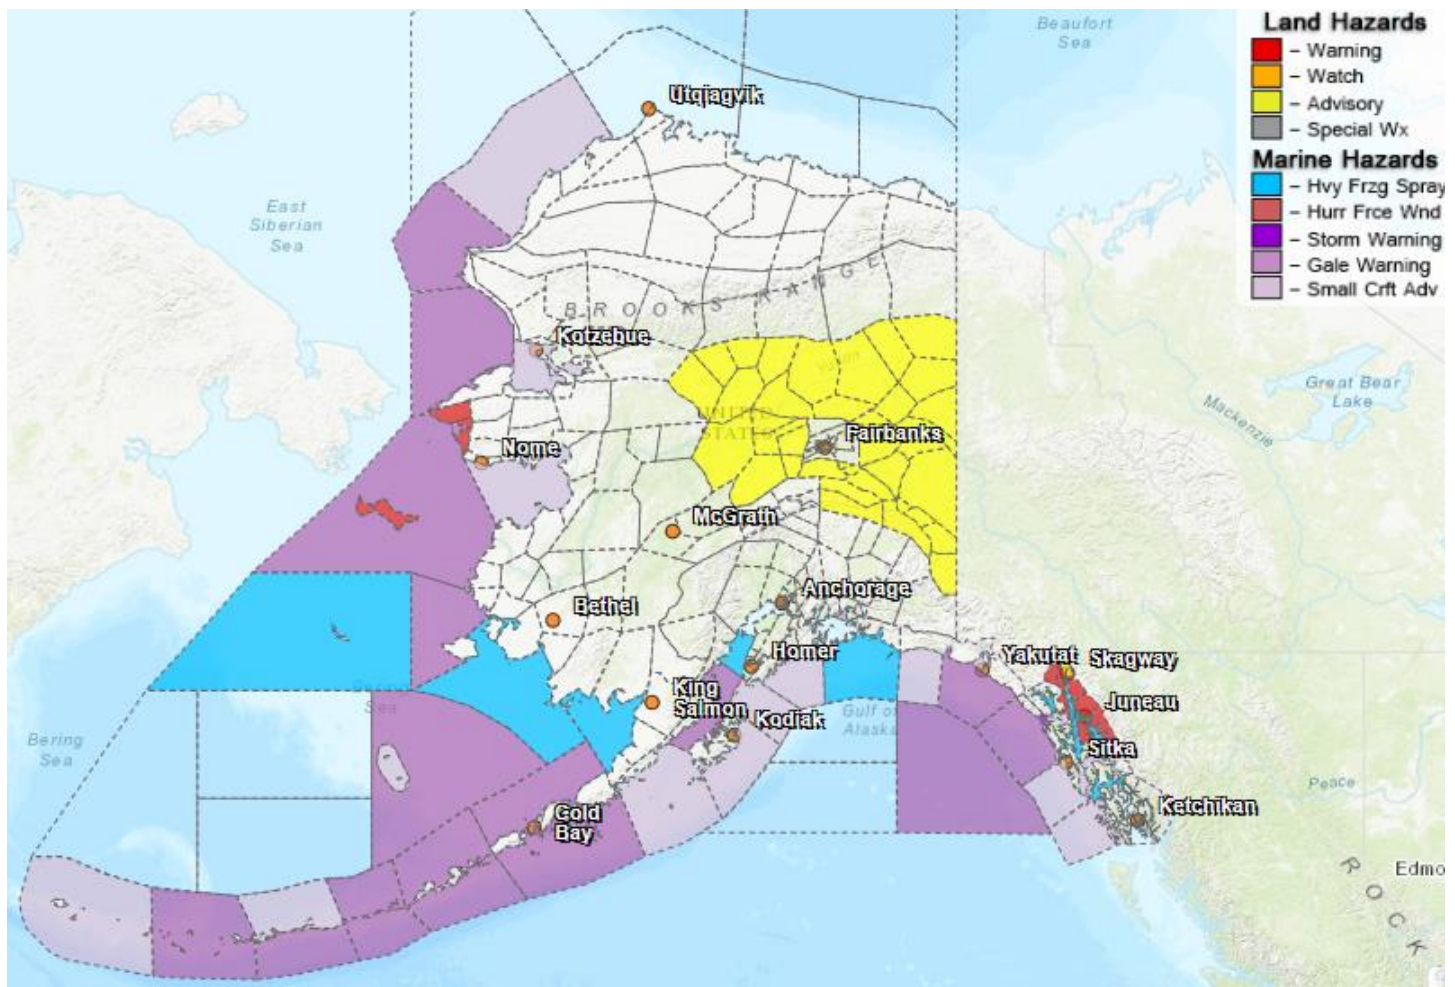 Land Hazards
– Warning
– Watch
– Advisory
– Special Wx
Marine Hazards
– Hvy Frzg Spray
– Hurr Frce Wnd
– Storm Warning
– Gale Warning
– Small Crft Adv
Beaufort
Sea
Utqiagvik
East
Siberian
Sea
BROOKS RANGE
Kotzebue
Great Bear
Lake
Mackenzie
UNITED
STATES
Fairbanks
Nome
McGrath
Anchorage
Bethel
Homer
Yakutat
Skagway
King
Salmon
Kodiak
Gulf of
Alaska
Juneau
Sitka
Sea
Bering
Sea
Peace
Cold
Bay
Ketchikan
Edmo
ROCK